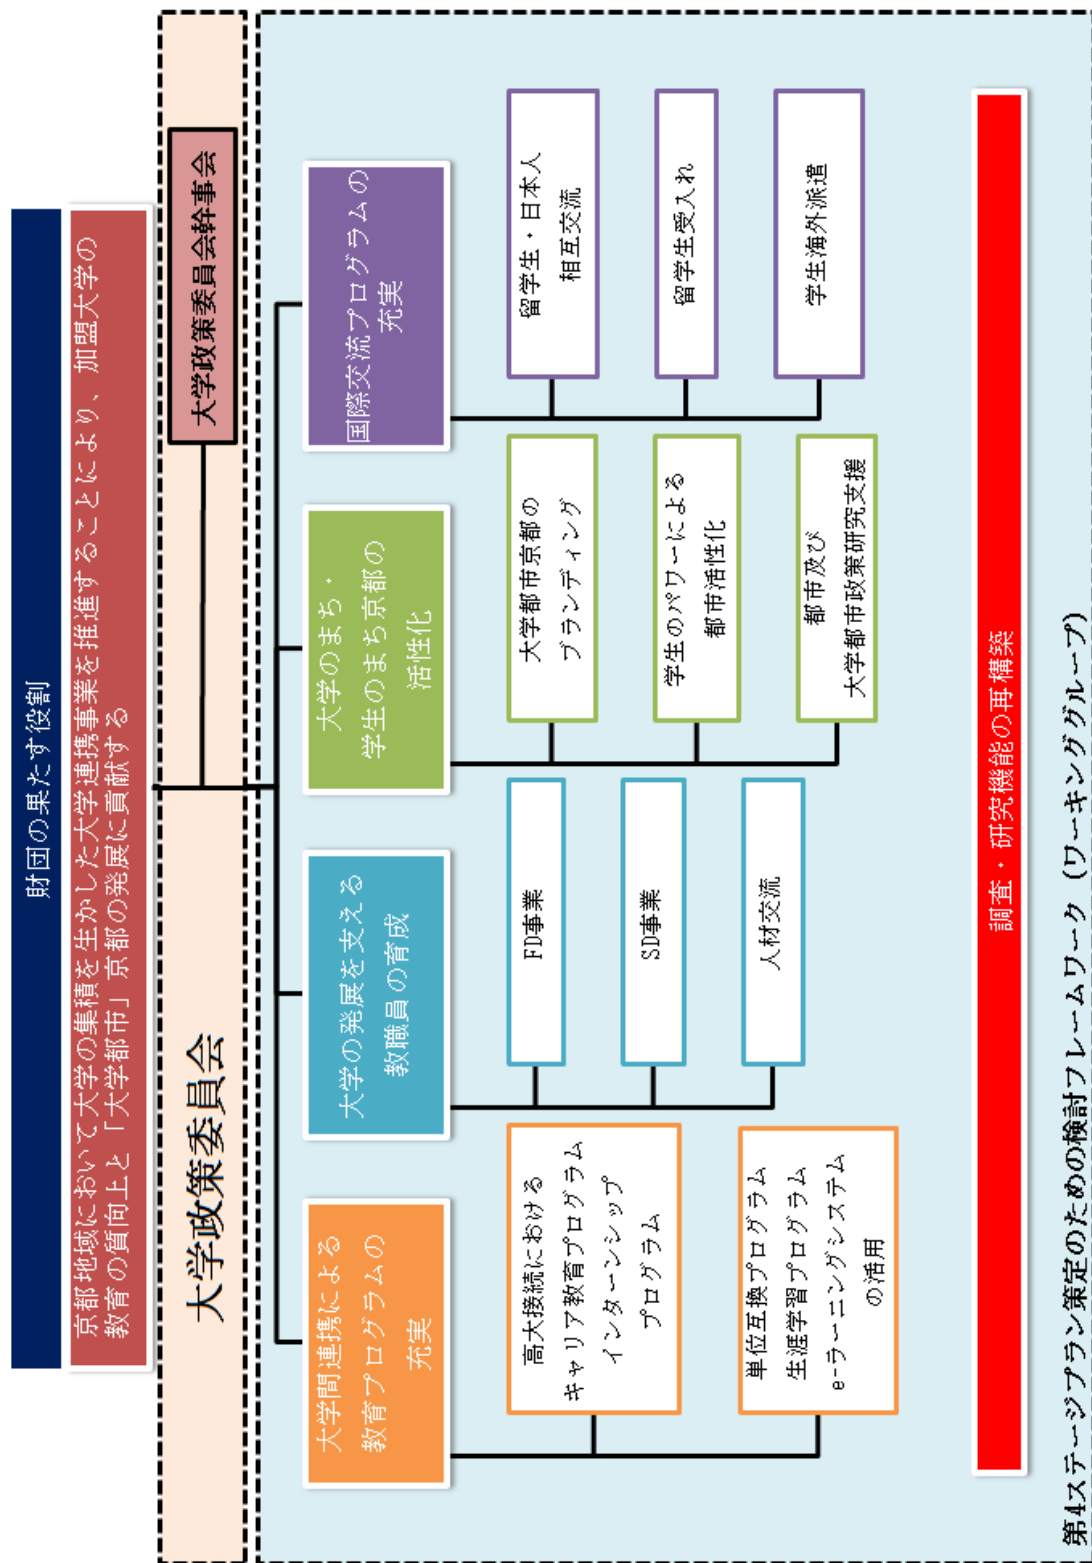 財団の果たす役割
京都地域において大学の集積を生かした大学連携事業を推進することにより、加盟大学の
教育の質向上と「大学都市」京都の発展に貢献する
大学政策委員会
大学政策委員会幹事会
大学間連携による
教育プログラムの
充実
高大接続における
キャリア教育プログラム
インターンシップ
プログラム
単位互換プログラム
生涯学習プログラム
e-ラーニングシステム
の活用
大学の発展を支える
教職員の育成
FD事業
SD事業
人材交流
大学のまち・
学生のまち京都の
活性化
大学都市京都の
ブランディング
学生のパワーによる
都市活性化
都市及び
大学都市政策研究支援
国際交流プログラムの
充実
留学生・日本人
相互交流
留学生受入れ
学生海外派遣
調査・研究機能の再構築
第4ステージプラン策定のための検討フレームワーク（ワーキンググループ）